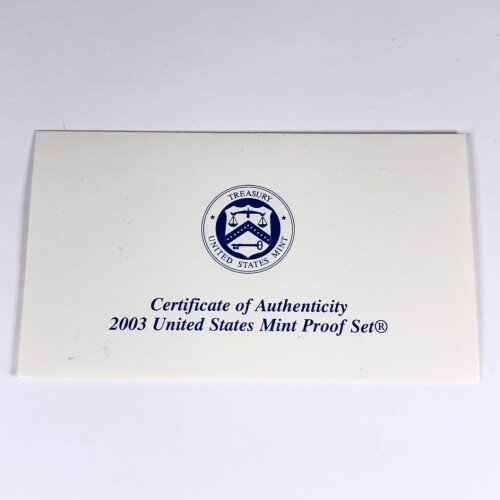 TREASURY
UNITED STATES MINT
Certificate of Authenticity
2003 United States Mint Proof Set®